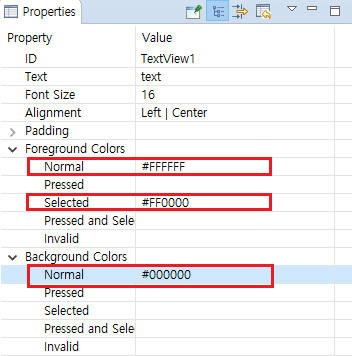 Properties
Property Value
ID TextView1
Text text
Font Size 16
Alignment Left | Center
Padding
Foreground Colors
Normal #FFFFFF
Pressed
Selected #FF0000
Pressed and Sele
Invalid
Background Colors
Normal #000000
Pressed
Selected
Pressed and Sele
Invalid